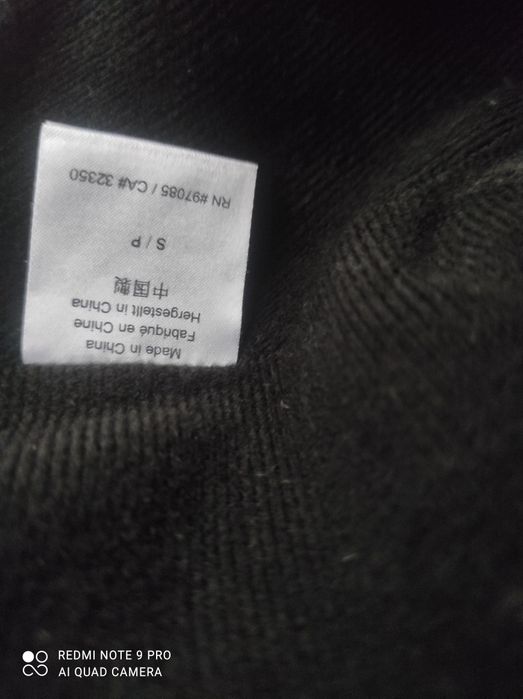 Made in China
Fabriqué en Chine
Hergestellt in China
中国製
S / P
RN #97085 / CA# 32350
REDMI NOTE 9 PRO
AI QUAD CAMERA